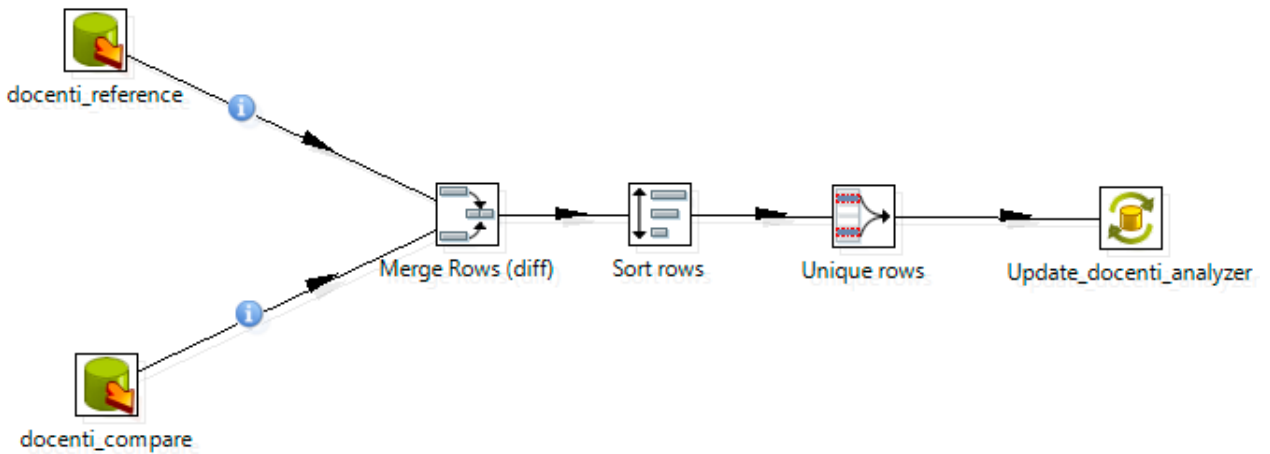 docenti_reference
Merge Rows (diff)
Sort rows
Unique rows
Update_docenti_analyzer
docenti_compare